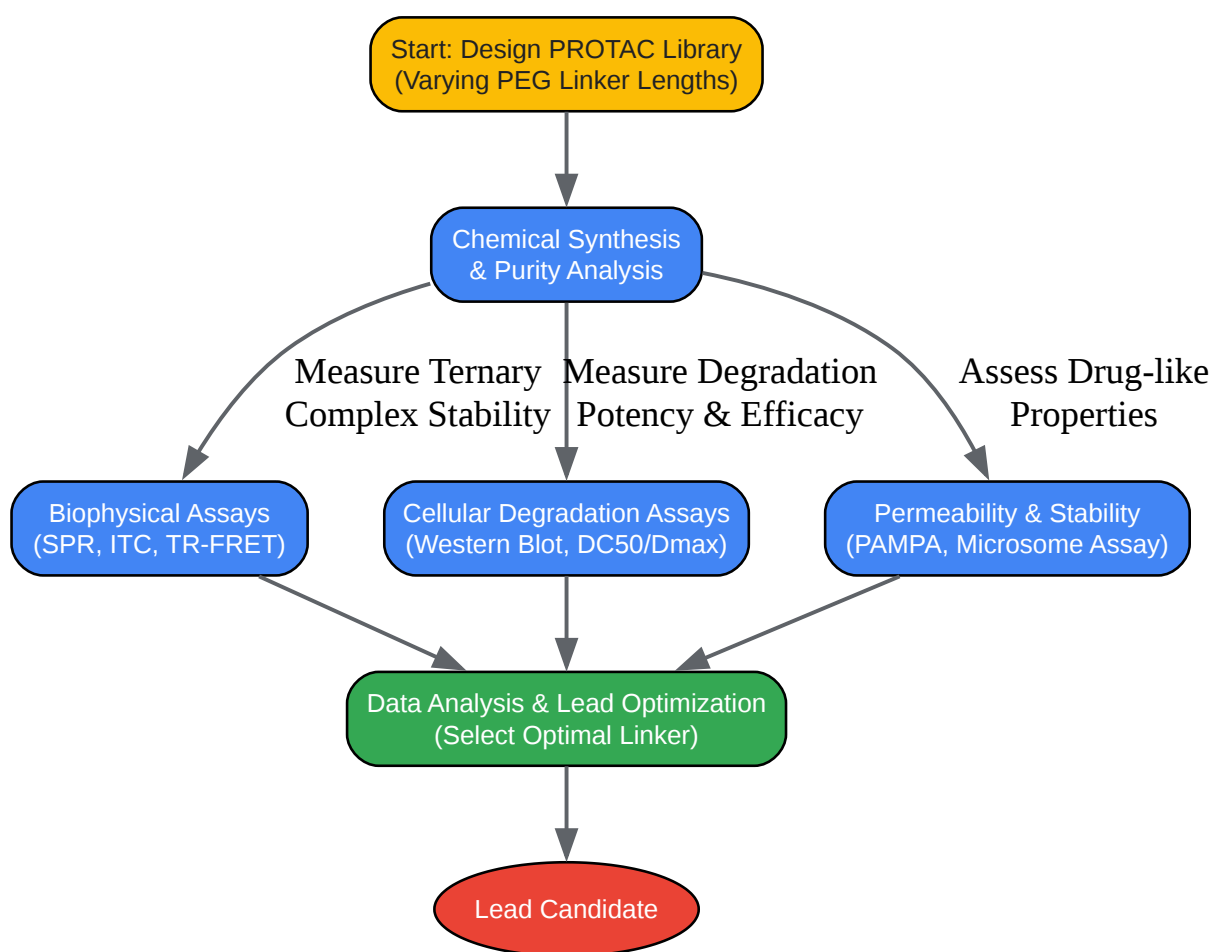 Start: Design PROTAC Library
(Varying PEG Linker Lengths)
Chemical Synthesis
& Purity Analysis
Measure Ternary
Complex Stability
Measure Degradation
Potency & Efficacy
Assess Drug-like
Properties
Biophysical Assays
(SPR, ITC, TR-FRET)
Cellular Degradation Assays
(Western Blot, DC50/Dmax)
Permeability & Stability
(PAMPA, Microsome Assay)
Data Analysis & Lead Optimization
(Select Optimal Linker)
Lead Candidate